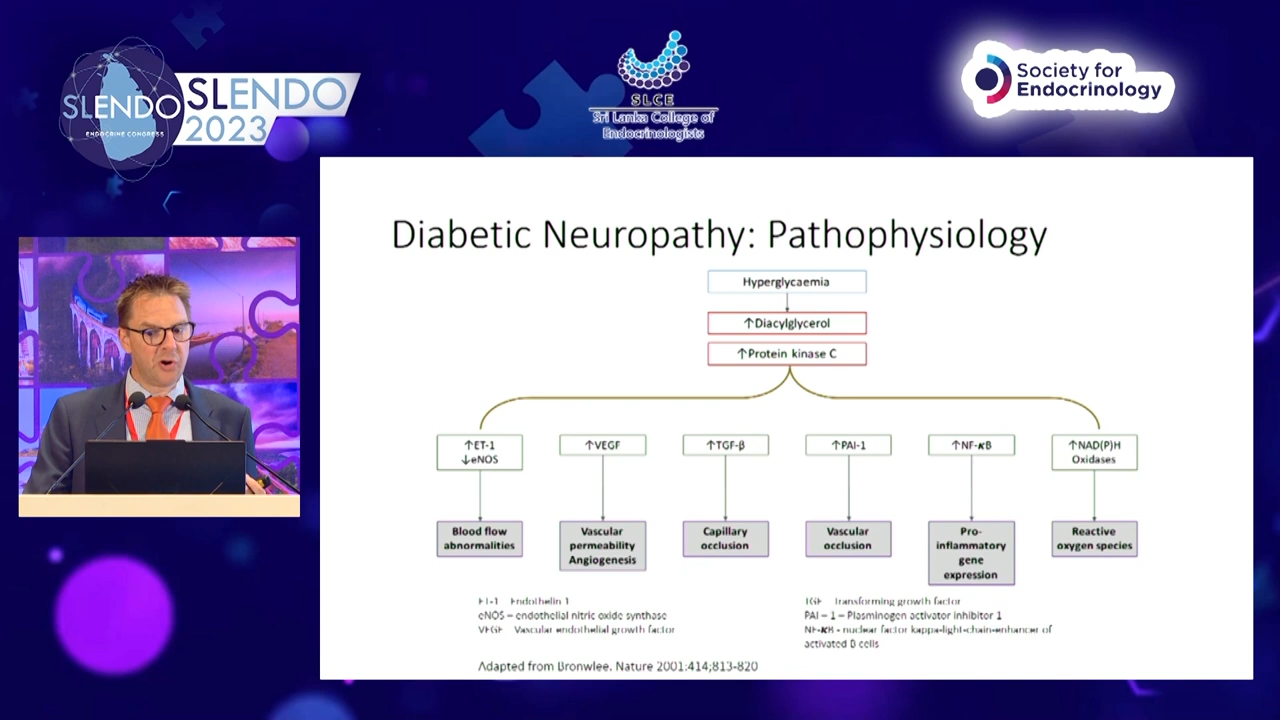 SLENDO
ENDOCRINE CONGRESS
SLENDO
2023
SLCE
Sri Lanka College of
Endocrinologists
Society for
Endocrinology
Diabetic Neuropathy: Pathophysiology
Hyperglycaemia
↑Diacylglycerol
↑Protein kinase C
↑ET-1
↓eNOS
↑VEGF
↑TGF-β
↑PAI-1
↑NF-κB
↑NAD(P)H
Oxidases
Blood flow
abnormalities
Vascular
permeability
Angiogenesis
Capillary
occlusion
Vascular
occlusion
Pro-
inflammatory
gene
expression
Reactive
oxygen species
ET-1 Endothelin 1
eNOS – endothelial nitric oxide synthase
VEGF Vascular endothelial growth factor
TGF Transforming growth factor
PAI – 1 – Plasminogen activator inhibitor 1
NF-κB - nuclear factor kappa-light-chain-enhancer of
activated B cells
Adapted from Bronwlee. Nature 2001:414;813-820